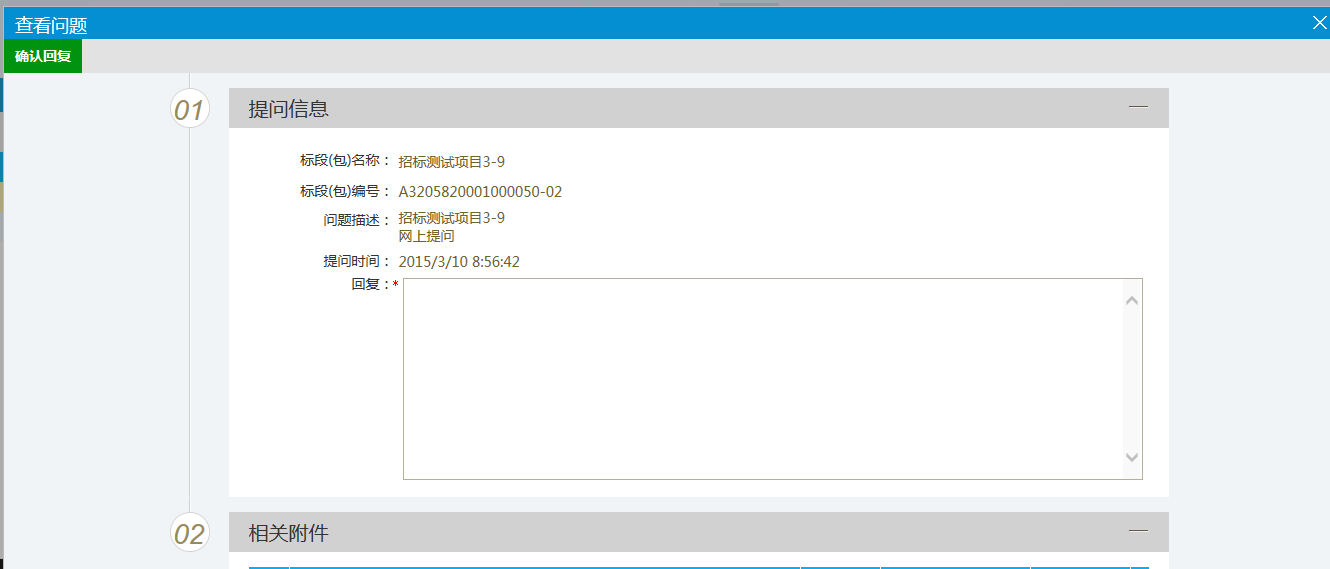 查看问题
确认回复
01 提问信息
标段(包)名称： 招标测试项目3-9
标段(包)编号： A3205820001000050-02
问题描述： 招标测试项目3-9
网上提问
提问时间： 2015/3/10 8:56:42
回复：*
02 相关附件